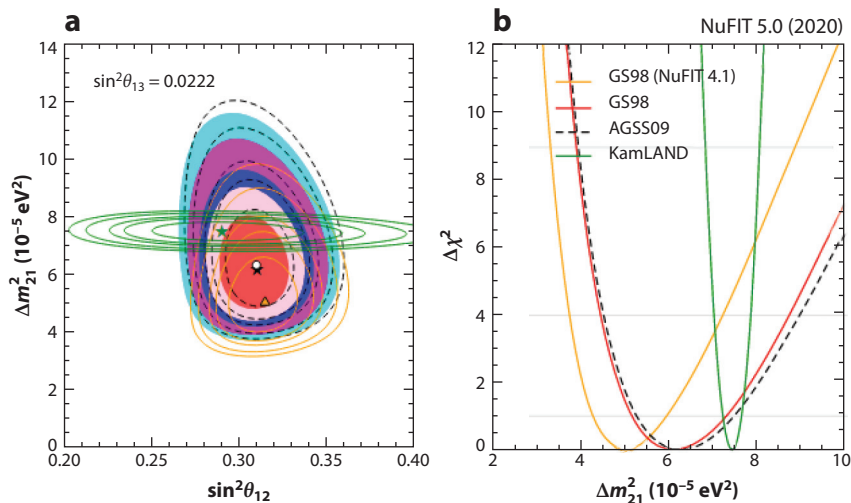 a
b
NuFIT 5.0 (2020)
14
12
10
8
6
4
2
0
Δm²₂₁ (10⁻⁵ eV²)
sin²θ₁₃ = 0.0222
0.20
0.25
0.30
0.35
0.40
sin²θ₁₂
12
10
8
6
4
2
0
Δχ²
GS98 (NuFIT 4.1)
GS98
AGSS09
KamLAND
2
4
6
8
10
Δm²₂₁ (10⁻⁵ eV²)